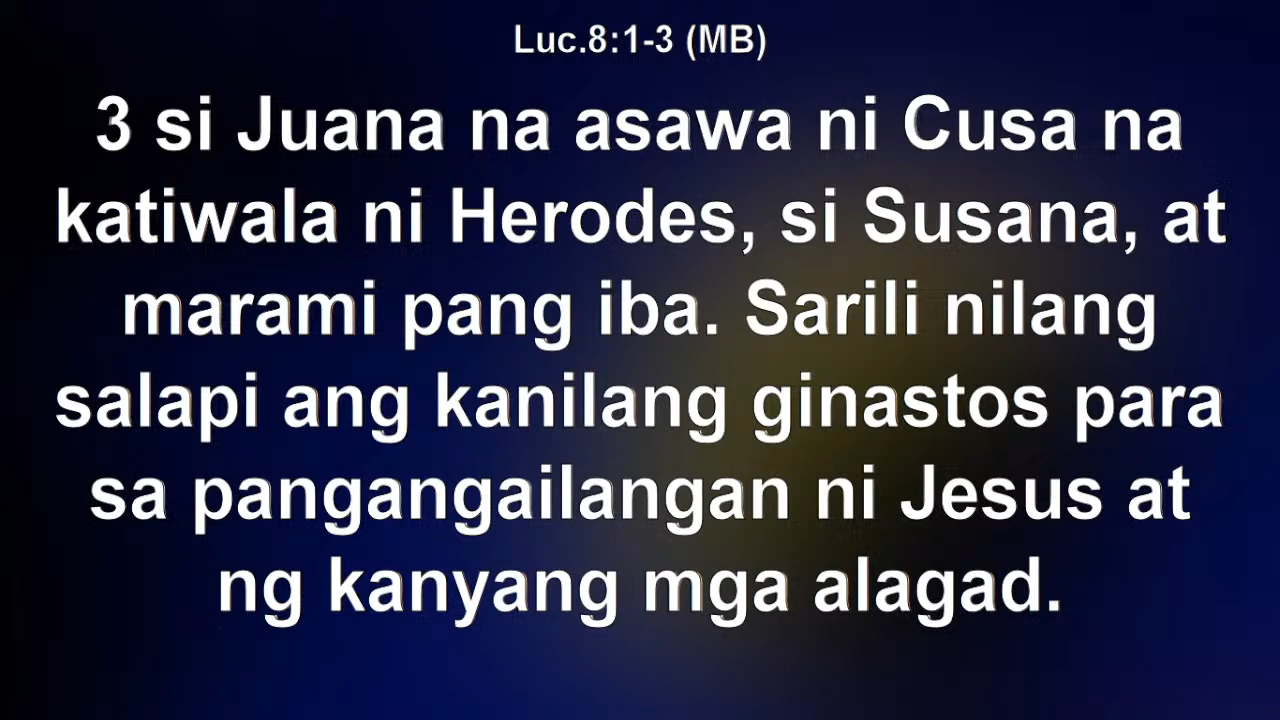 Luc.8:1-3 (MB)
3 si Juana na asawa ni Cusa na
katiwala ni Herodes, si Susana, at
marami pang iba. Sarili nilang
salapi ang kanilang ginastos para
sa pangangailangan ni Jesus at
ng kanyang mga alagad.